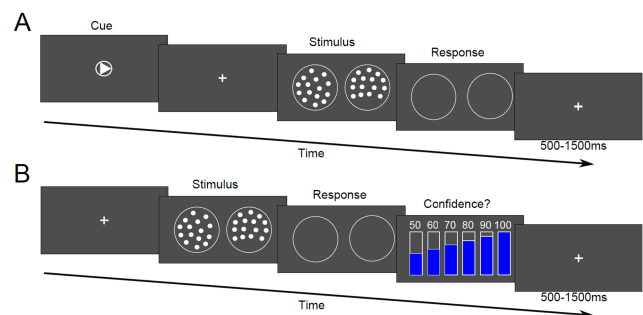 A
Cue
Stimulus
Response
Time
500-1500ms
B
Stimulus
Response
Confidence?
50 60 70 80 90 100
Time
500-1500ms